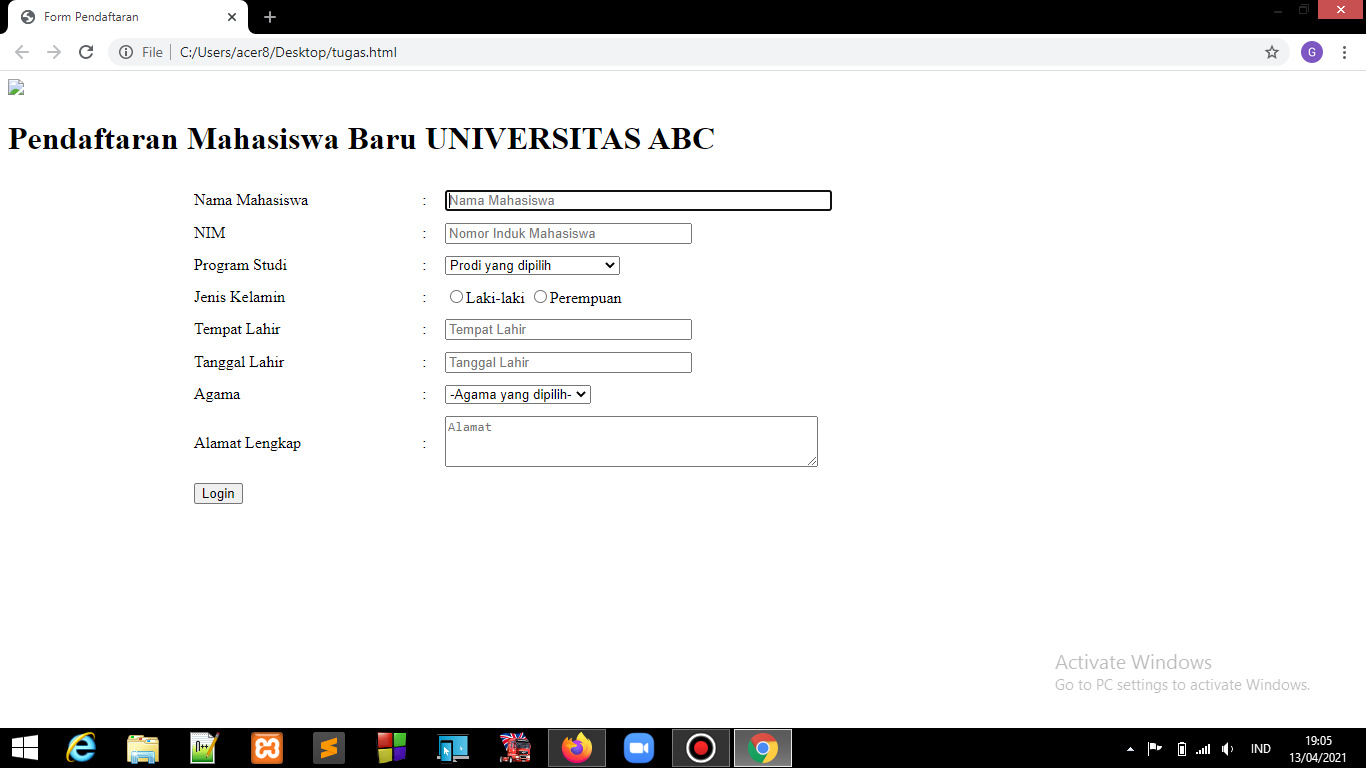 Form Pendaftaran
File C:/Users/acer8/Desktop/tugas.html
G
Pendaftaran Mahasiswa Baru UNIVERSITAS ABC
Nama Mahasiswa : Nama Mahasiswa
NIM : Nomor Induk Mahasiswa
Program Studi : Prodi yang dipilih
Jenis Kelamin : Laki-laki Perempuan
Tempat Lahir : Tempat Lahir
Tanggal Lahir : Tanggal Lahir
Agama : -Agama yang dipilih-
Alamat Lengkap : Alamat
Login
Activate Windows
Go to PC settings to activate Windows.
IND
19:05
13/04/2021